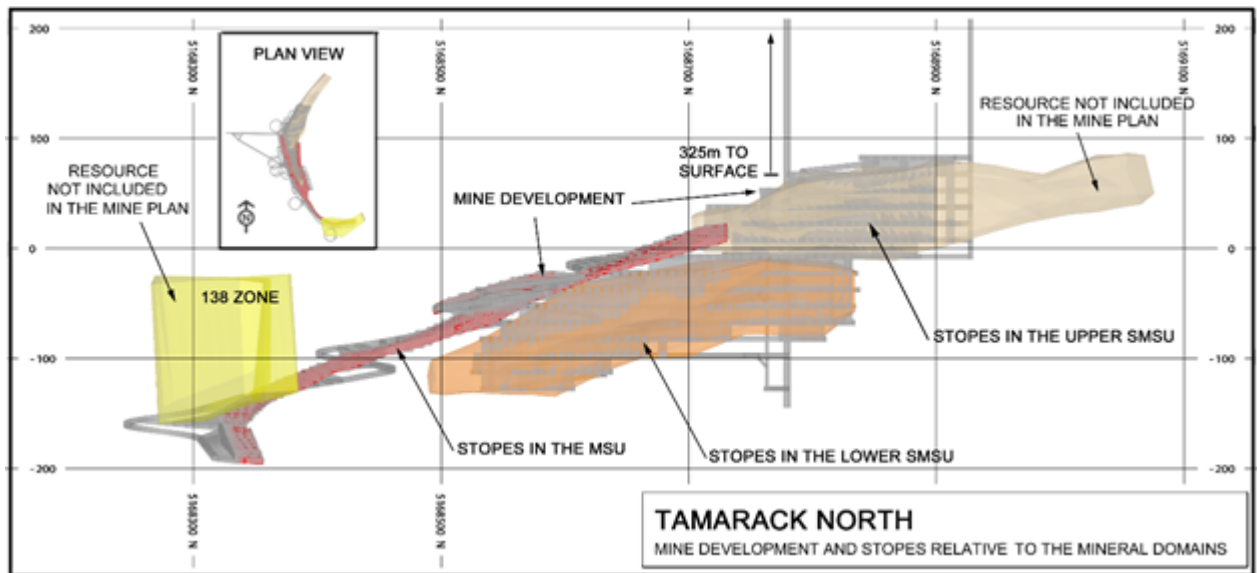 200
5168300 N
5168500 N
5168700 N
5168900 N
5169100 N
200
PLAN VIEW
N
RESOURCE NOT INCLUDED
IN THE MINE PLAN
100
100
325m TO
SURFACE
RESOURCE
NOT INCLUDED
IN THE MINE PLAN
MINE DEVELOPMENT
0
0
138 ZONE
STOPES IN THE UPPER SMSU
-100
-100
STOPES IN THE MSU
STOPES IN THE LOWER SMSU
-200
-200
5168300 N
5168500 N
TAMARACK NORTH
MINE DEVELOPMENT AND STOPES RELATIVE TO THE MINERAL DOMAINS